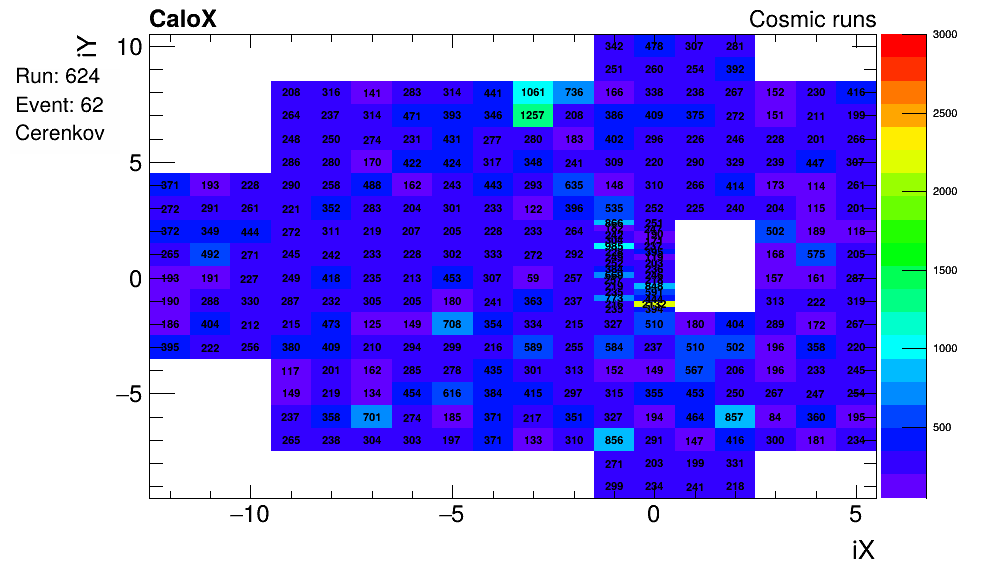 CaloX
Cosmic runs
iY
Run: 624
Event: 62
Cerenkov
10
342 478 307 281
251 260 254 392
208 316 141 283 314 441 1061 736 166 336 238 267 152 230 416
264 237 314 471 393 346 1257 208 386 409 375 272 151 211 199
248 250 274 231 431 277 280 183 402 296 226 246 228 201 266
5
286 280 170 422 424 317 348 241 309 220 290 329 239 447 307
371 193 228 290 258 488 162 243 443 293 635 148 310 266 414 173 114 261
272 291 261 221 352 263 204 301 233 122 396 535 252 225 240 204 115 201
372 349 444 272 311 219 207 205 228 233 264 502 189 118
265 492 271 245 242 233 226 302 333 272 292 168 575 205
0
193 191 227 249 416 235 213 453 307 59 257 157 161 267
190 288 330 287 232 305 205 180 241 363 237 313 222 319
186 404 212 215 473 125 149 708 354 334 215 327 510 180 404 289 172 267
395 222 256 380 409 210 294 299 216 589 255 584 237 510 502 196 358 220
117 201 162 265 276 435 301 313 152 149 567 206 196 233 245
−5
149 219 134 454 616 384 415 297 315 355 453 250 267 247 254
237 358 701 274 185 371 217 351 327 194 464 857 84 360 195
265 238 304 303 197 371 133 310 856 291 147 416 300 181 234
271 203 199 331
299 234 241 218
−10 −5 0 5
iX
3000
2500
2000
1500
1000
500